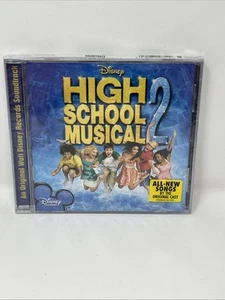 Disney
HIGH
SCHOOL
MUSICAL 2
An Original Walt Disney Records Soundtrack
Disney
ALL-NEW
SONGS
BY THE
ORIGINAL CAST